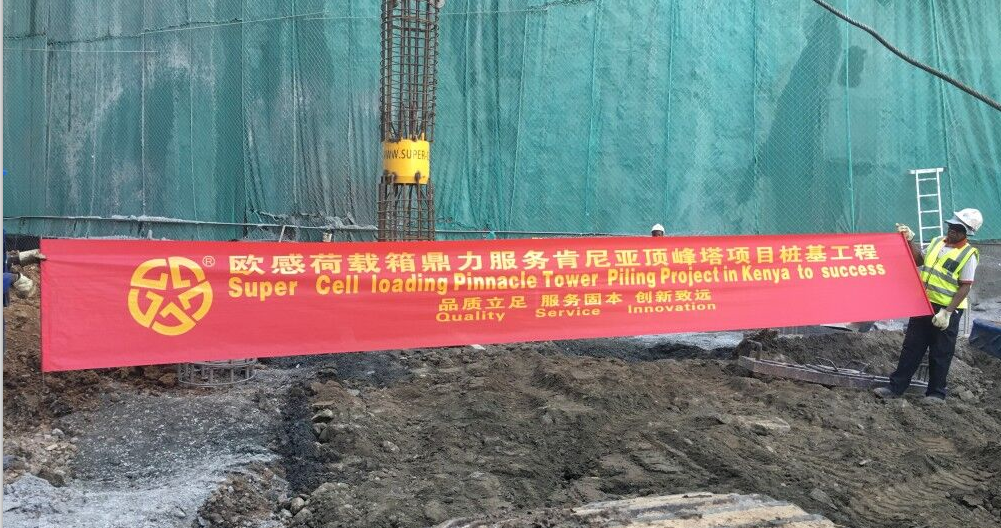 WWW.SUPER-
® 欧感荷载箱鼎力服务肯尼亚顶峰塔项目桩基工程
Super Cell loading Pinnacle Tower Piling Project in Kenya to success
品质立足 服务固本 创新致远
Quality Service Innovation